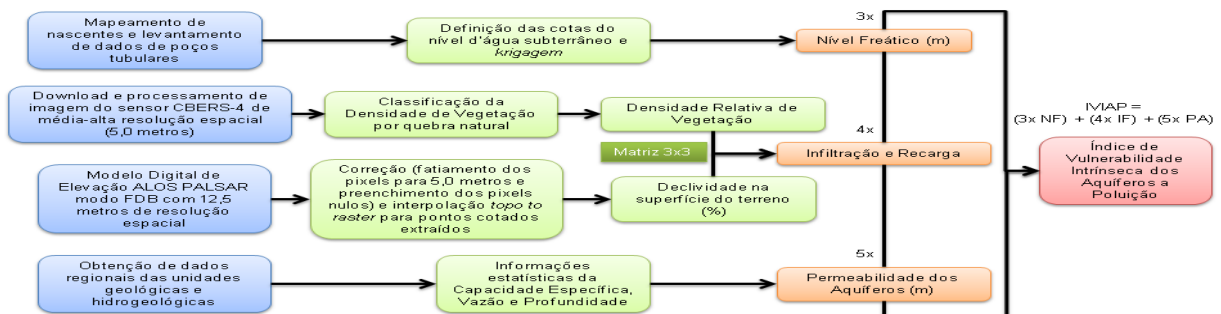 Mapeamento de
nascentes e levantamento
de dados de poços
tubulares
Definição das cotas do
nível d'água subterrâneo e
krigagem
3x
Nível Freático (m)
Download e processamento de
imagem do sensor CBERS-4 de
média-alta resolução espacial
(5,0 metros)
Classificação da
Densidade de Vegetação
por quebra natural
Densidade Relativa de
Vegetação
Matriz 3x3
4x
Infiltração e Recarga
Modelo Digital de
Elevação ALOS PALSAR
modo FDB com 12,5
metros de resolução
espacial
Correção (fatiamento dos
pixels para 5,0 metros e
preenchimento dos pixels
nulos) e interpolação topo to
raster para pontos cotados
extraídos
Declividade na
superfície do terreno
(%)
Obtenção de dados
regionais das unidades
geológicas e
hidrogeológicas
Informações
estatísticas da
Capacidade Específica,
Vazão e Profundidade
5x
Permeabilidade dos
Aquíferos (m)
IVIAP =
(3x NF) + (4x IF) + (5x PA)
Índice de
Vulnerabilidade
Intrínseca dos
Aquíferos a
Poluição